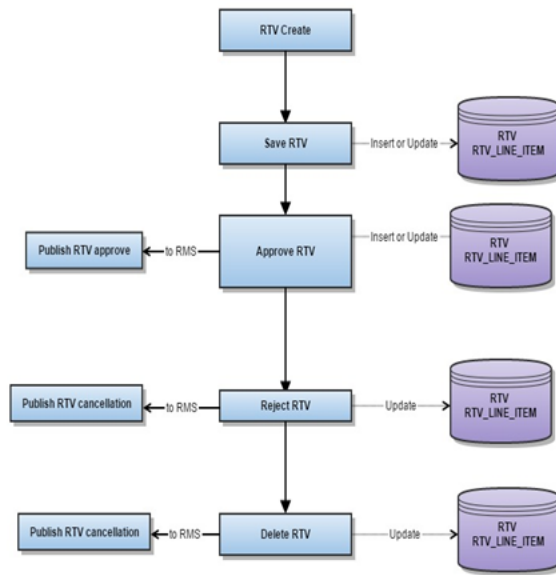 RTV Create
Save RTV
Insert or Update
RTV
RTV_LINE_ITEM
Publish RTV approve
to RMS
Approve RTV
Insert or Update
RTV
RTV_LINE_ITEM
Publish RTV cancellation
to RMS
Reject RTV
Update
RTV
RTV_LINE_ITEM
Publish RTV cancellation
to RMS
Delete RTV
Update
RTV
RTV_LINE_ITEM